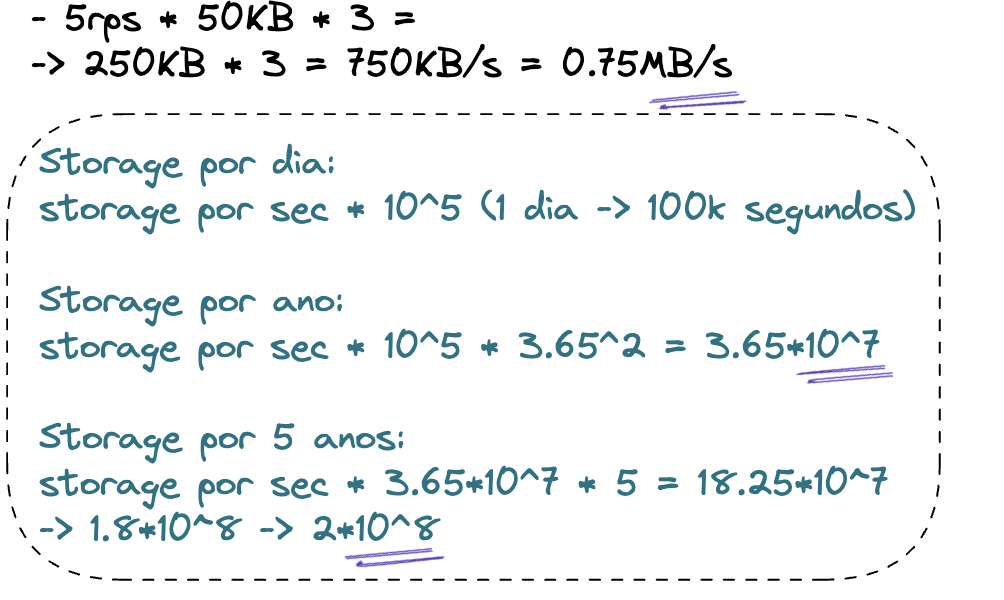 - 5rps * 50KB * 3 =
-> 250KB * 3 = 750KB/s = 0.75MB/s
Storage por dia:
storage por sec * 10^5 (1 dia -> 100k segundos)
Storage por ano:
storage por sec * 10^5 * 3.65^2 = 3.65*10^7
Storage por 5 anos:
storage por sec * 3.65*10^7 * 5 = 18.25*10^7
-> 1.8*10^8 -> 2*10^8